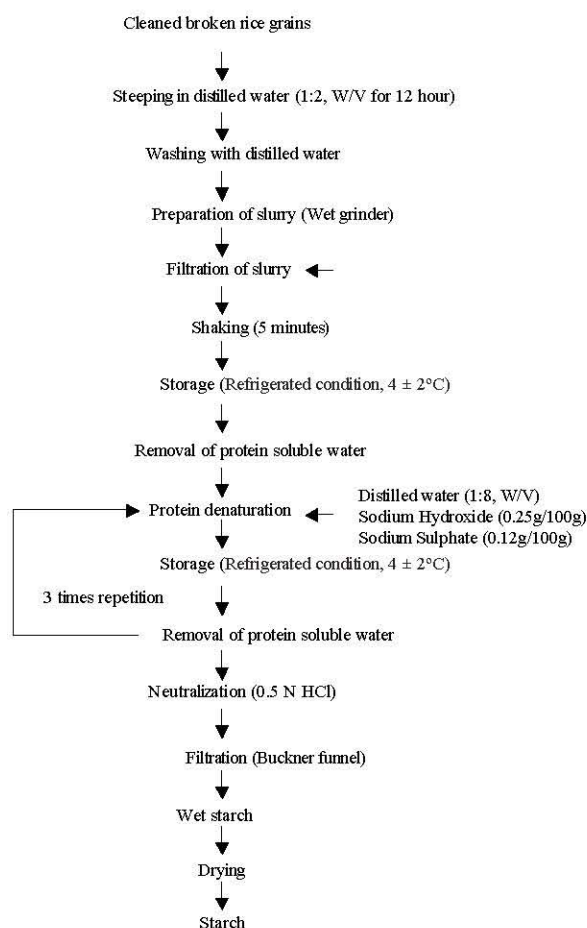 Cleaned broken rice grains
Steeping in distilled water (1:2, W/V for 12 hour)
Washing with distilled water
Preparation of slurry (Wet grinder)
Filtration of slurry
Shaking (5 minutes)
Storage (Refrigerated condition, 4 ± 2°C)
Removal of protein soluble water
Protein denaturation
Distilled water (1:8, W/V)
Sodium Hydroxide (0.25g/100g)
Sodium Sulphate (0.12g/100g)
Storage (Refrigerated condition, 4 ± 2°C)
3 times repetition
Removal of protein soluble water
Neutralization (0.5 N HCl)
Filtration (Buckner funnel)
Wet starch
Drying
Starch